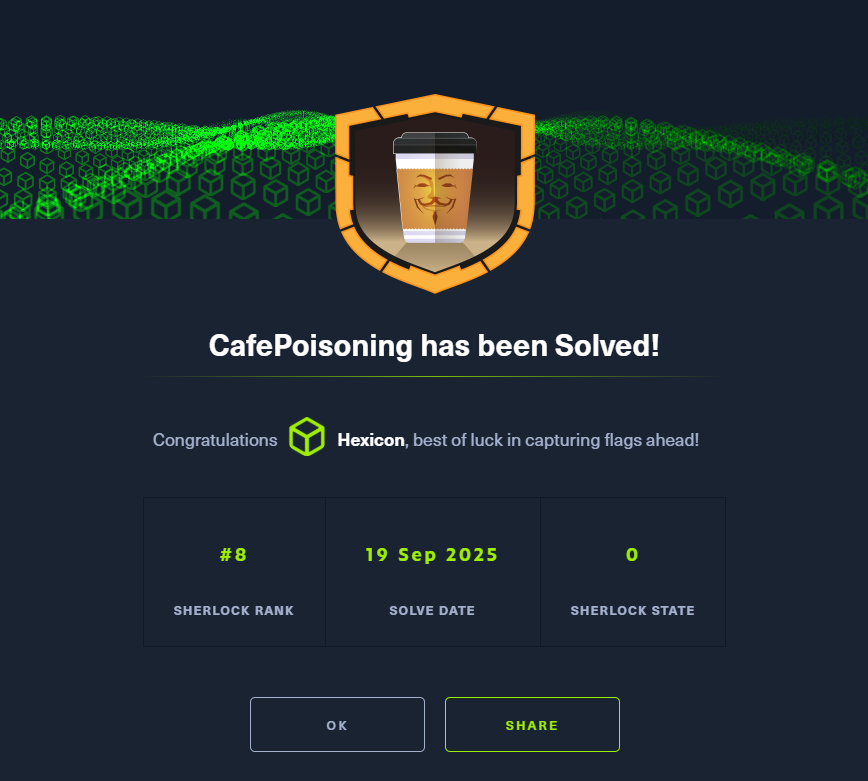 CafePoisoning has been Solved!
Congratulations Hexicon, best of luck in capturing flags ahead!
#8 19 Sep 2025 0
SHERLOCK RANK SOLVE DATE SHERLOCK STATE
OK SHARE